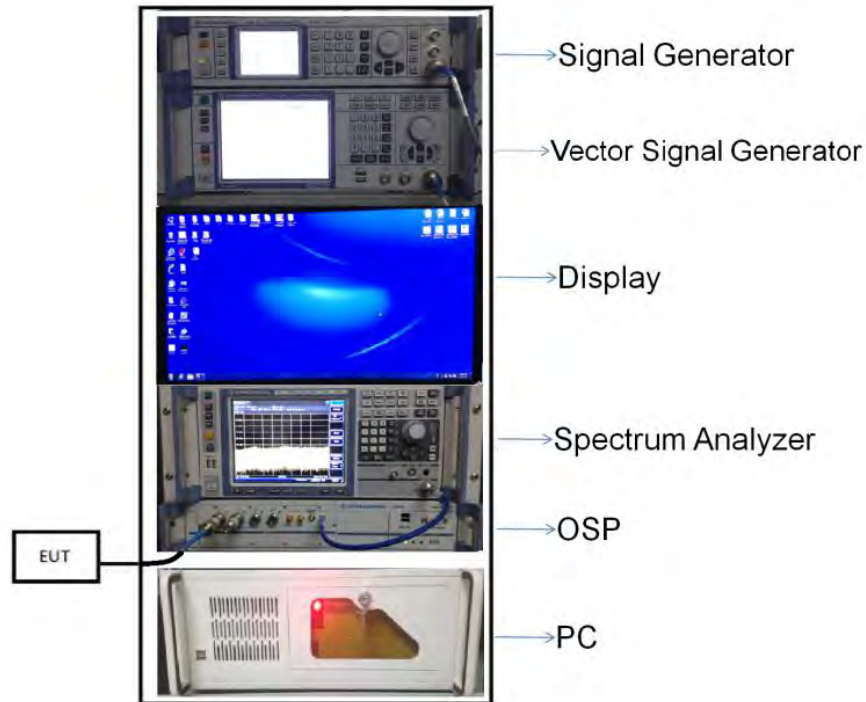 Signal Generator
Vector Signal Generator
Display
Spectrum Analyzer
OSP
EUT
PC